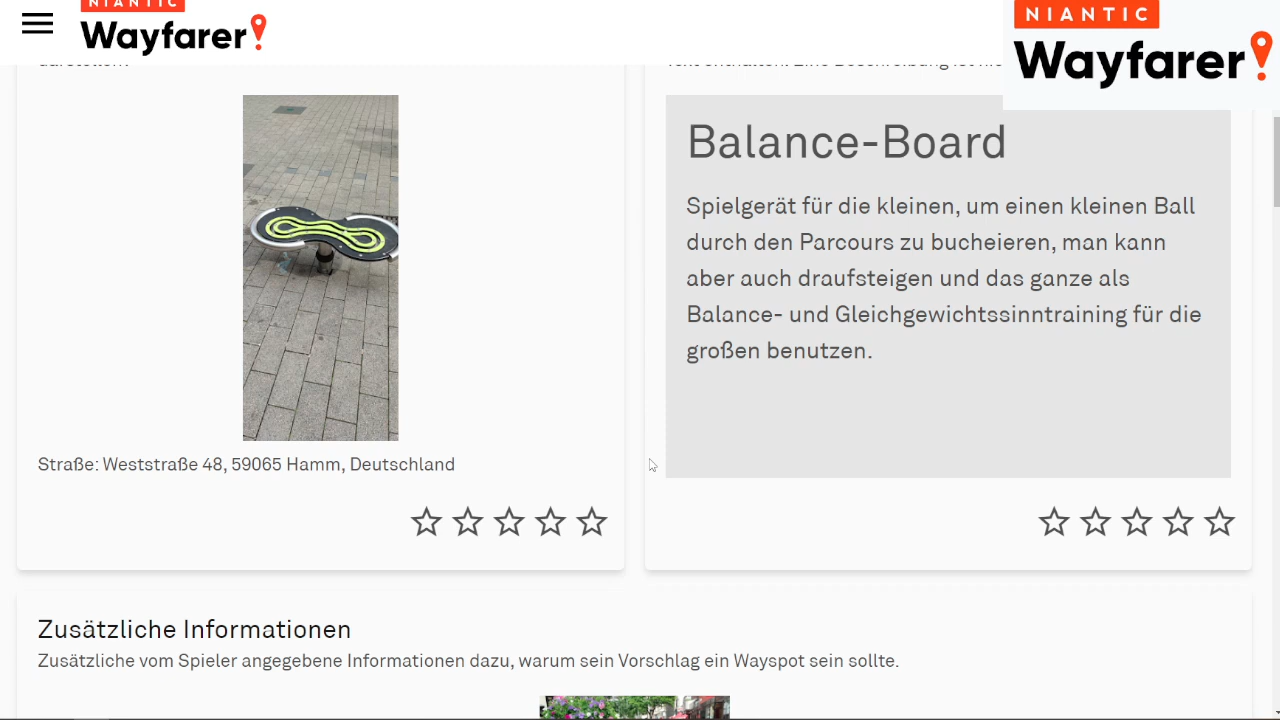 NIANTIC
Wayfarer
NIANTIC
Wayfarer
Balance-Board
Spielgerät für die kleinen, um einen kleinen Ball
durch den Parcours zu bucheieren, man kann
aber auch draufsteigen und das ganze als
Balance- und Gleichgewichtssinntraining für die
großen benutzen.
Straße: Weststraße 48, 59065 Hamm, Deutschland
Zusätzliche Informationen
Zusätzliche vom Spieler angegebene Informationen dazu, warum sein Vorschlag ein Wayspot sein sollte.